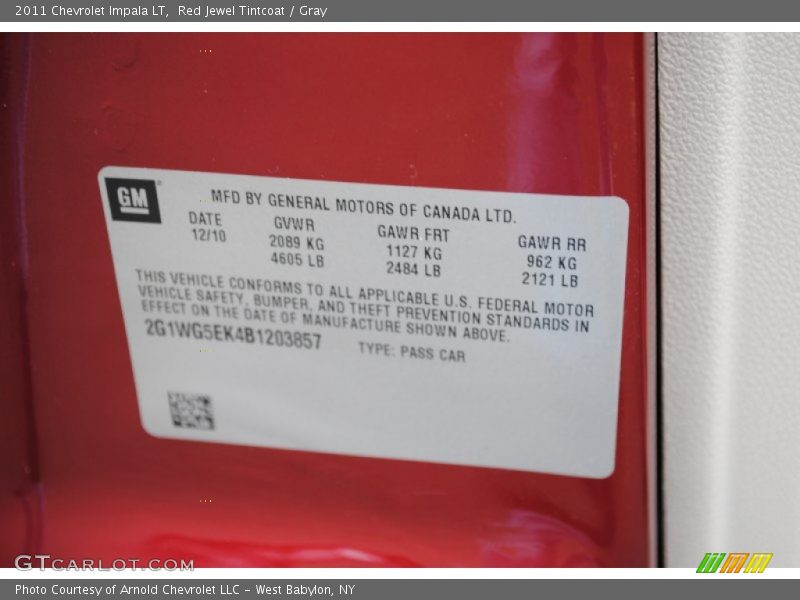 2011 Chevrolet Impala LT,  Red Jewel Tintcoat / Gray
GM
MFD BY GENERAL MOTORS OF CANADA LTD.
DATE GVWR GAWR FRT GAWR RR
12/10 2089 KG 1127 KG 962 KG
4605 LB 2484 LB 2121 LB
THIS VEHICLE CONFORMS TO ALL APPLICABLE U.S. FEDERAL MOTOR
VEHICLE SAFETY, BUMPER, AND THEFT PREVENTION STANDARDS IN
EFFECT ON THE DATE OF MANUFACTURE SHOWN ABOVE.
2G1WG5EK4B1203857 TYPE: PASS CAR
GTCARLOT.COM
Photo Courtesy of Arnold Chevrolet LLC - West Babylon, NY